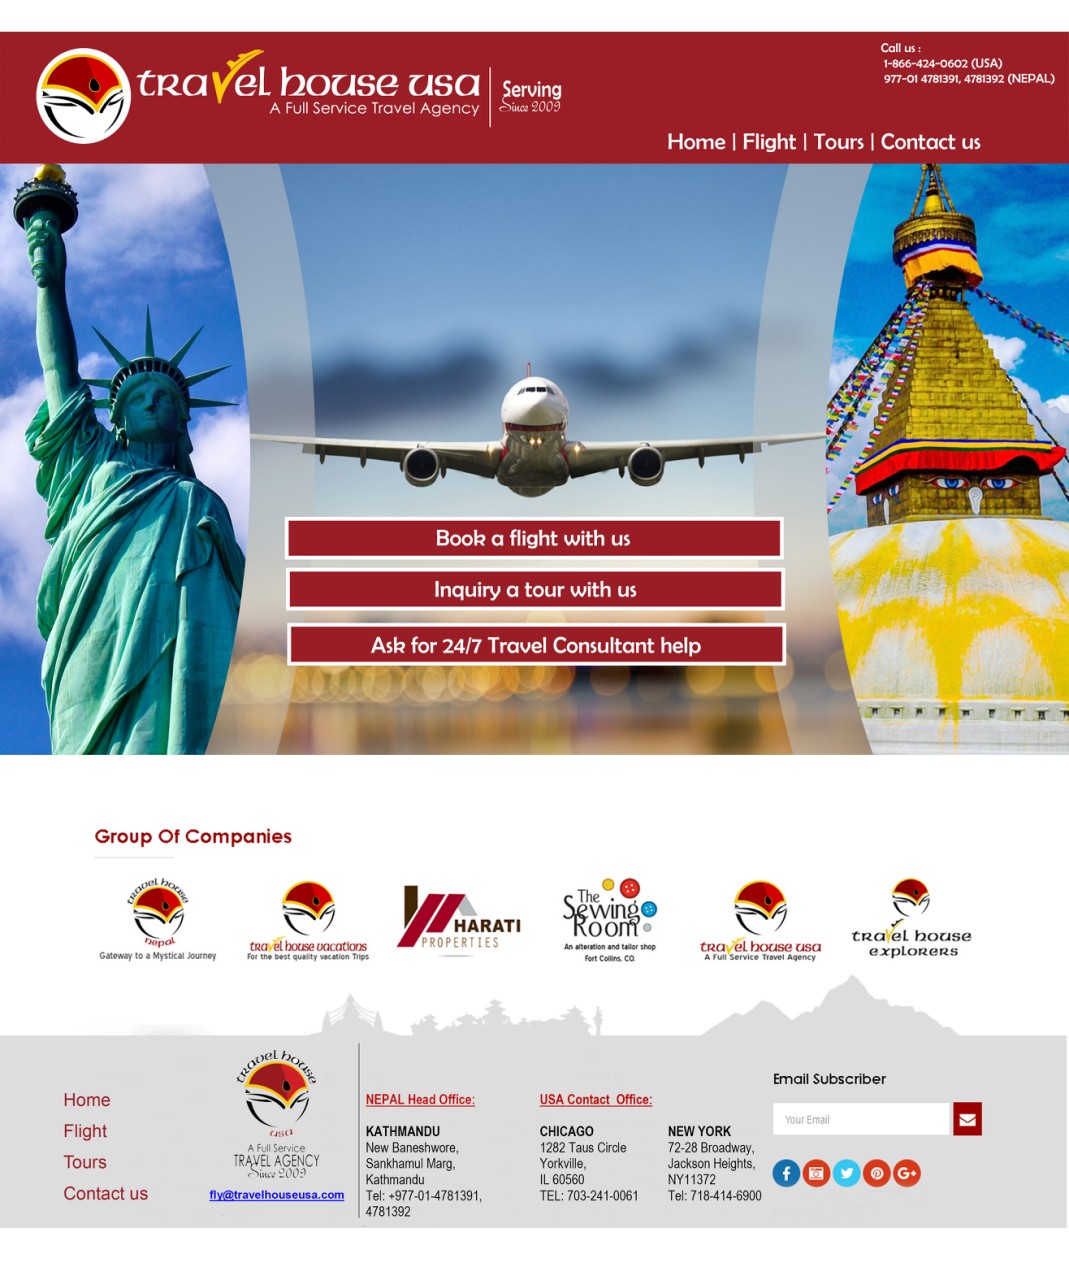 travel house usa
A Full Service Travel Agency
Serving
Since 2009
Call us :
1-866-424-0602 (USA)
977-01 4781391, 4781392 (NEPAL)
Home | Flight | Tours | Contact us
Book a flight with us
Inquiry a tour with us
Ask for 24/7 Travel Consultant help
Group Of Companies
travel house
nepal
Gateway to a Mystical Journey
travel house vacations
For the best quality vacation Trips
HARATI
PROPERTIES
The
Sewing
Room
An alteration and tailor shop
Fort Collins, CO.
travel house usa
A Full Service Travel Agency
travel house
explorers
Home
Flight
Tours
Contact us
travel house
usa
A Full Service
TRAVEL AGENCY
Since 2009
fly@travelhouseusa.com
NEPAL Head Office:
KATHMANDU
New Baneshwore,
Sankhamul Marg,
Kathmandu
Tel: +977-01-4781391,
4781392
USA Contact Office:
CHICAGO
1282 Taus Circle
Yorkville,
IL 60560
TEL: 703-241-0061
NEW YORK
72-28 Broadway,
Jackson Heights,
NY11372
Tel: 718-414-6900
Email Subscriber
Your Email